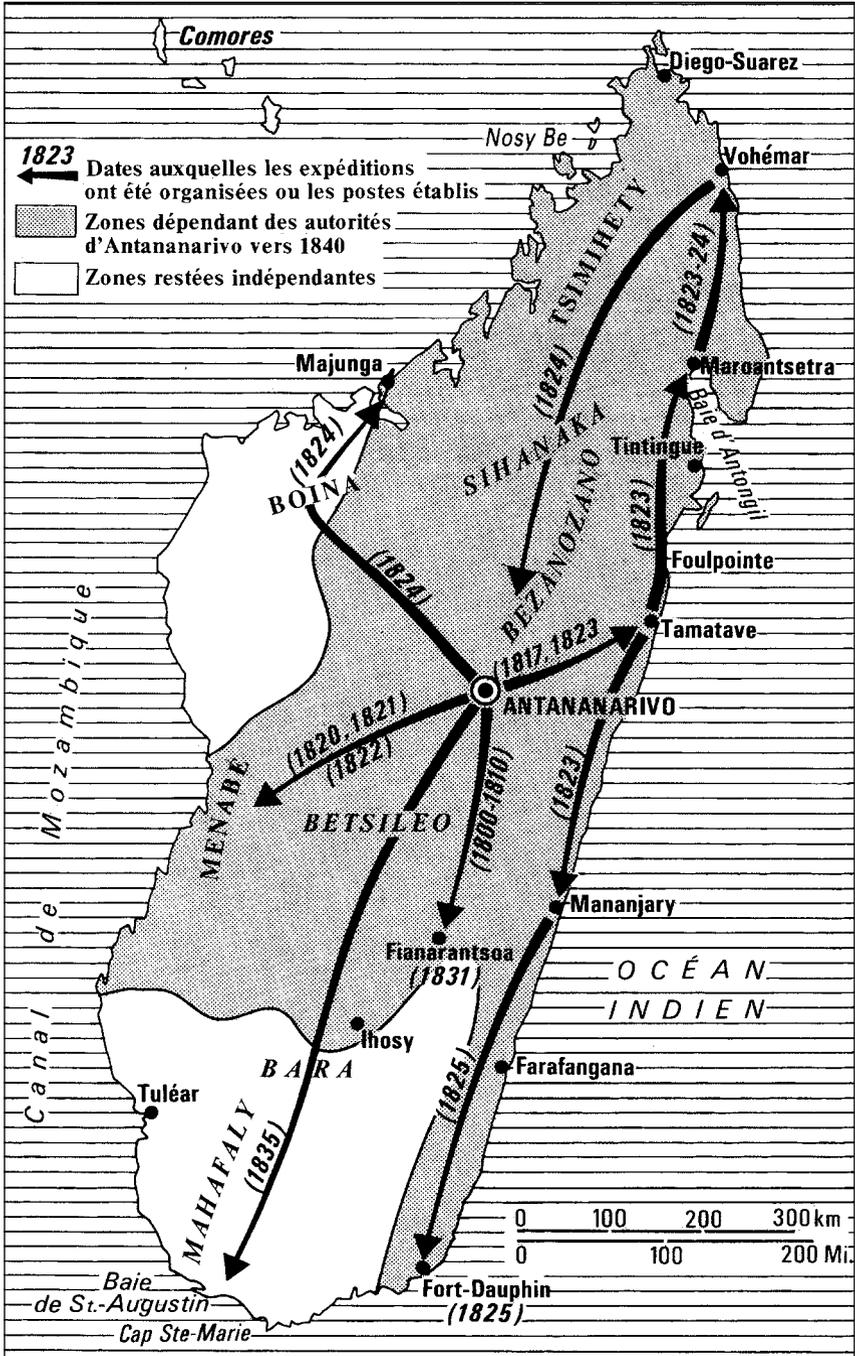 Comores
Diego-Suarez
Nosy Be
Vohémar
1823
Dates auxquelles les expéditions
ont été organisées ou les postes établis
Zones dépendant des autorités
d'Antananarivo vers 1840
Zones restées indépendantes
TSIMIHETY
(1823-24)
(1824)
Majunga
Maroantsetra
Baie d'Antongil
(1824)
SIHANAKA
Tintingue
BOINA
BEZANOZANO
(1823)
(1824)
Foulpointe
Tamatave
(1817, 1823
ANTANANARIVO
Canal de Mozambique
(1820, 1821)
(1822)
(1823)
MENABE
BETSILEO
(1800-1810)
Mananjary
Fianarantsoa
(1831)
OCÉAN
INDIEN
Ihosy
BARA
Farafangana
Tuléar
(1825)
MAHAFALY
(1835)
0 100 200 300 km
0 100 200 Mi.
Baie
de St.-Augustin
Fort-Dauphin
(1825)
Cap Ste-Marie